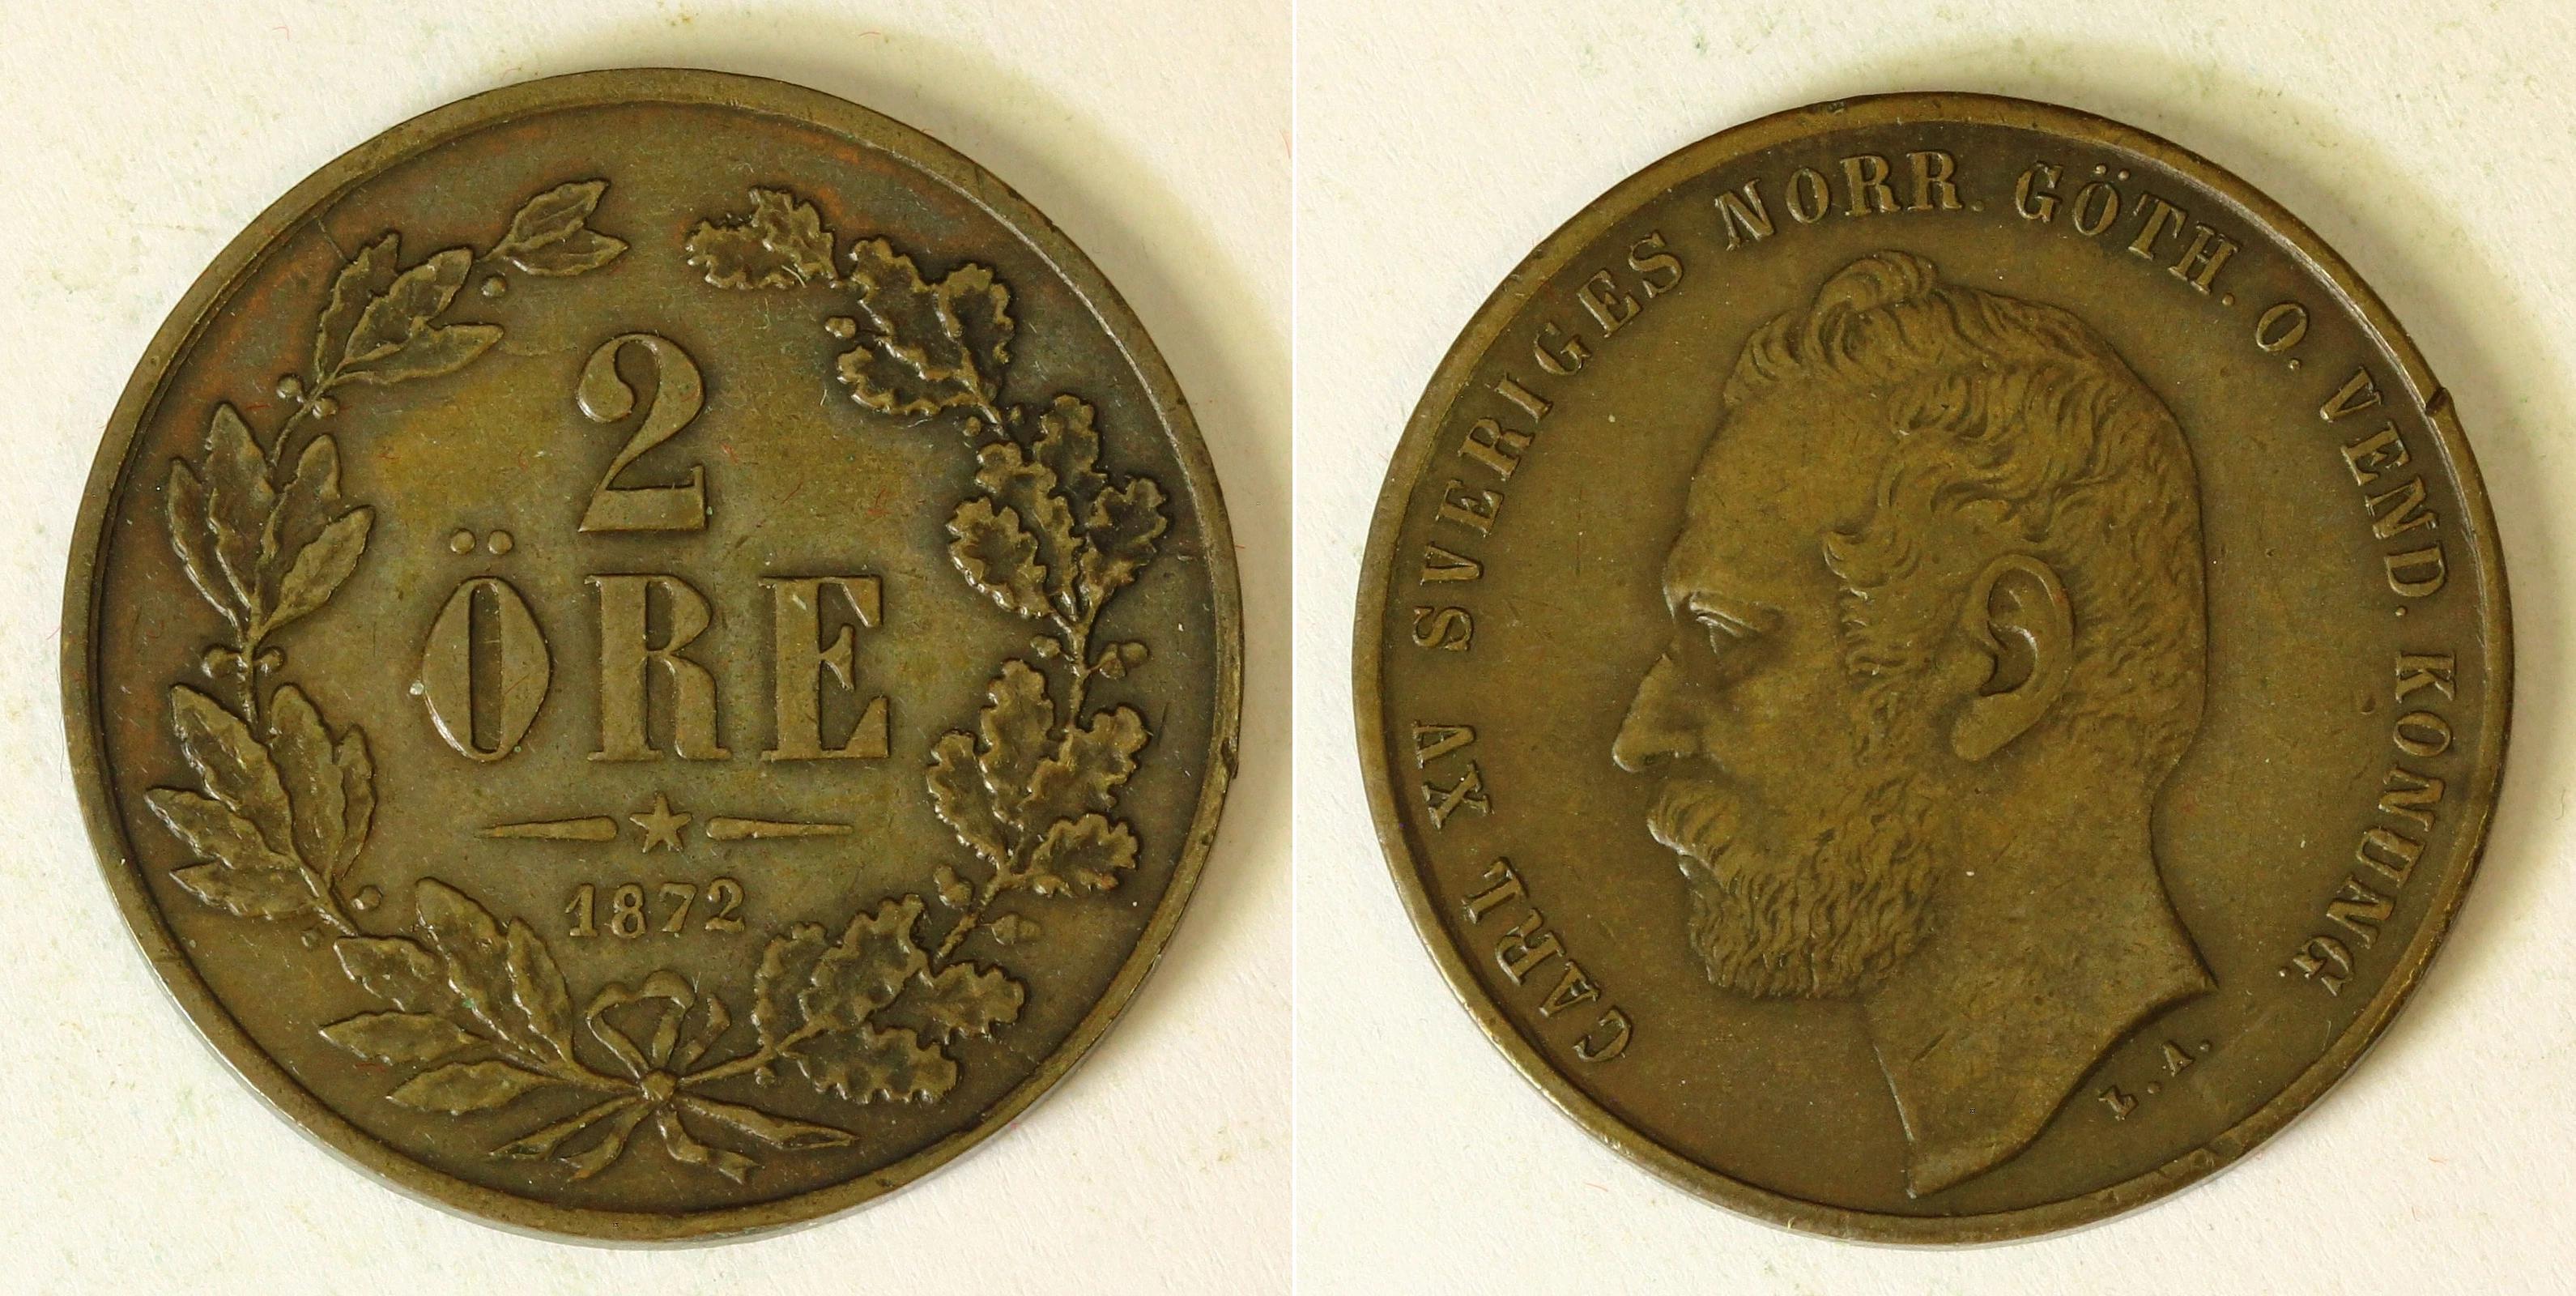 2
ÖRE
1872
CARL XV SVERIGES NORR. GÖTH. O. VEND. KONUNG.
L.A.